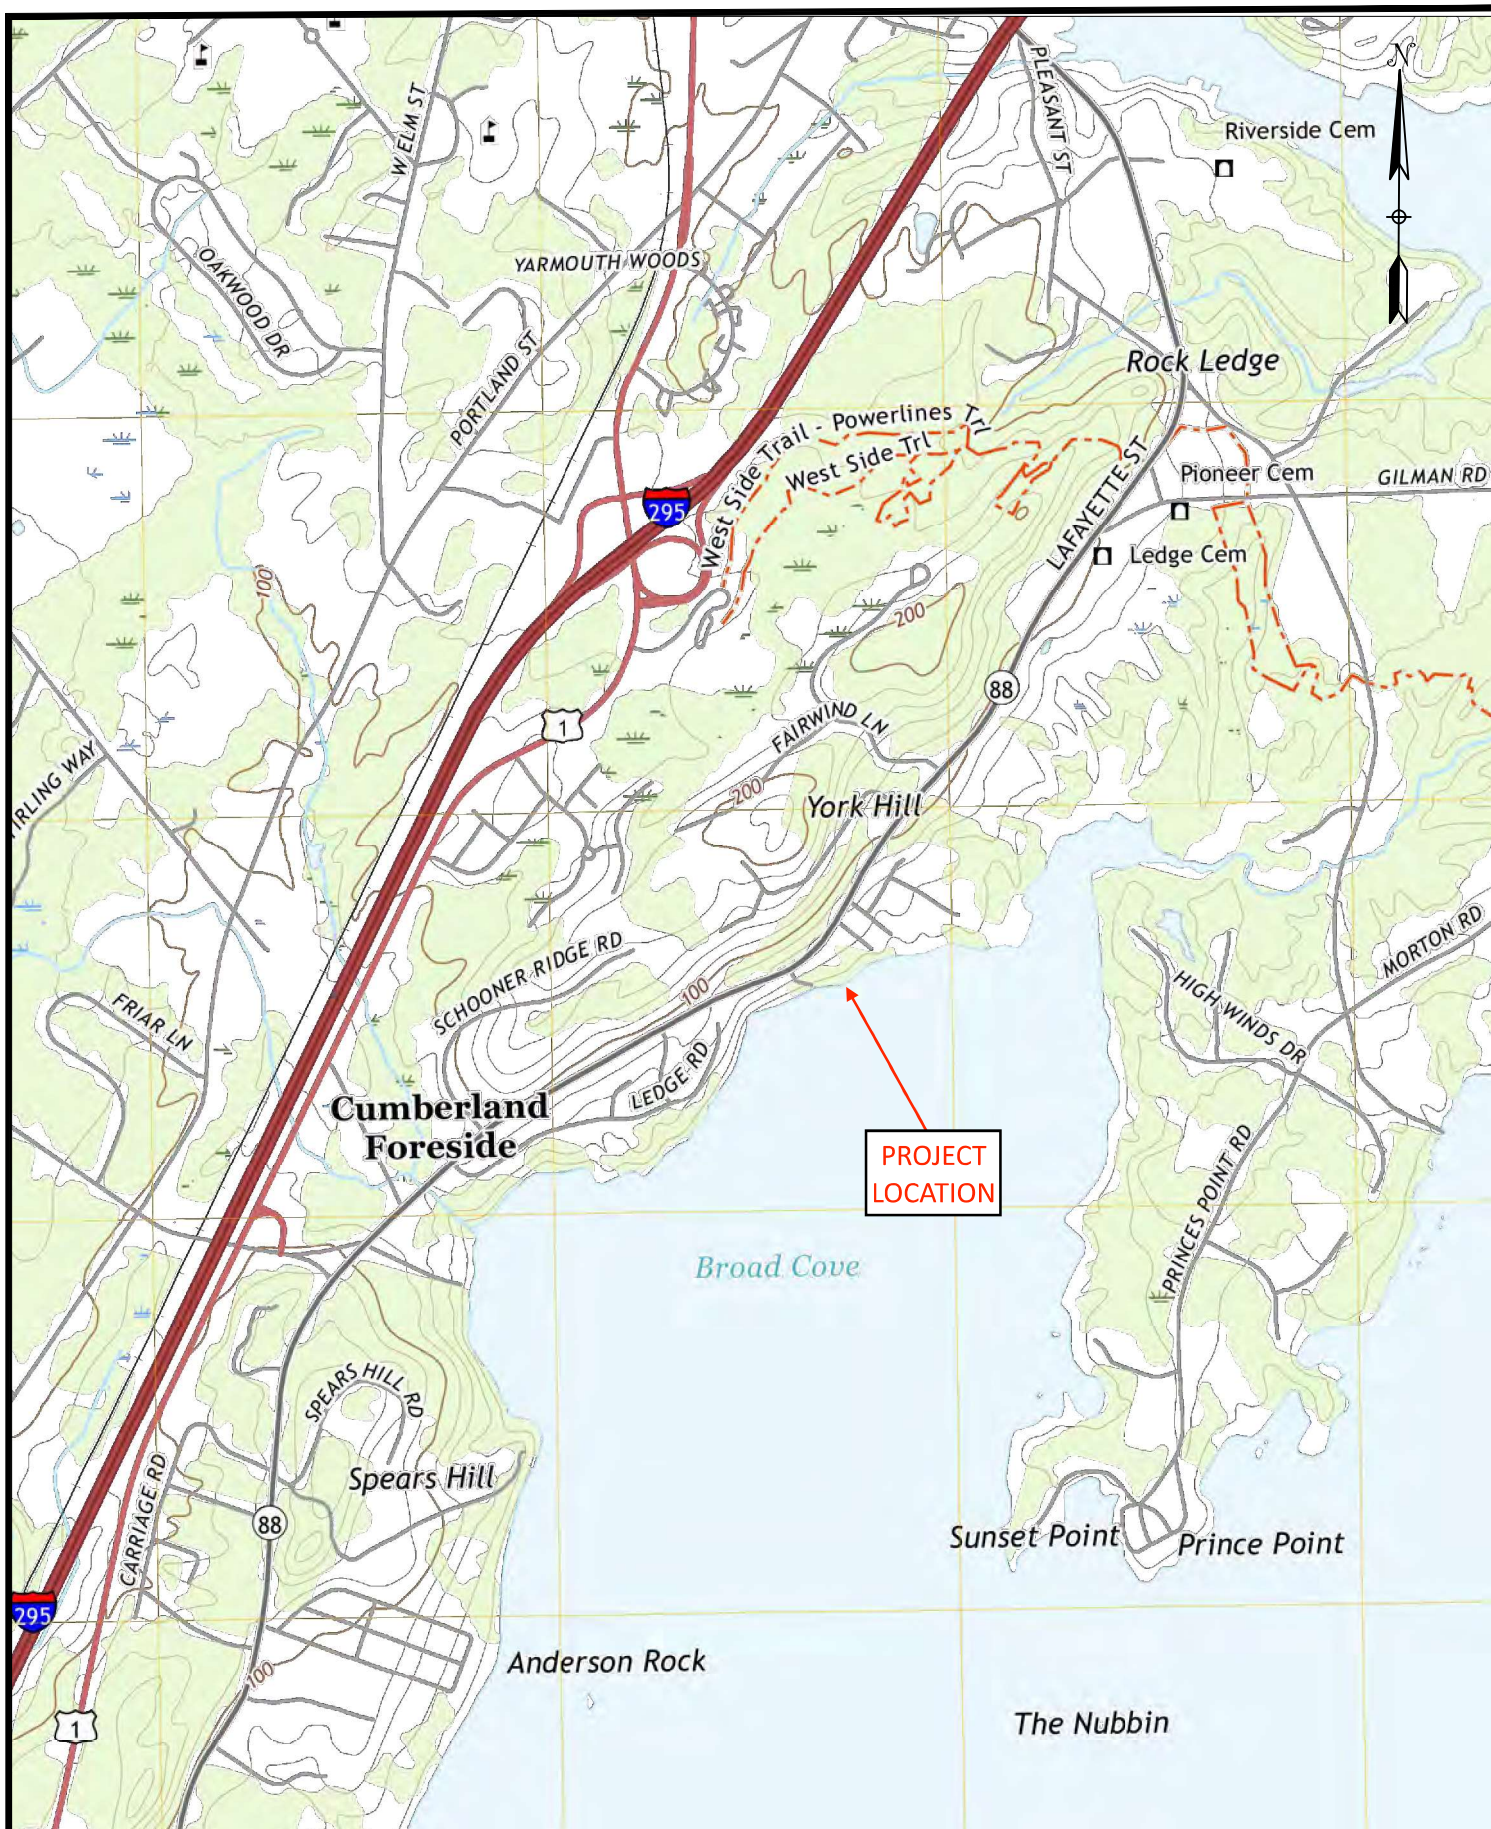 N
PLEASANT ST
Riverside Cem
W ELM ST
OAKWOOD DR
YARMOUTH WOODS
PORTLAND ST
Rock Ledge
West Side Trail - Powerlines Trl
West Side Trl
LAFAYETTE ST
Pioneer Cem
GILMAN RD
295
Ledge Cem
100
200
88
1
FAIRWIND LN
200
York Hill
TIRLING WAY
MORTON RD
SCHOONER RIDGE RD
HIGH WINDS DR
100
FRIAR LN
LEDGE RD
Cumberland
Foreside
PROJECT
LOCATION
PRINCES POINT RD
Broad Cove
SPEARS HILL RD
Spears Hill
CARRIAGE RD
88
Sunset Point
Prince Point
295
Anderson Rock
100
The Nubbin
1